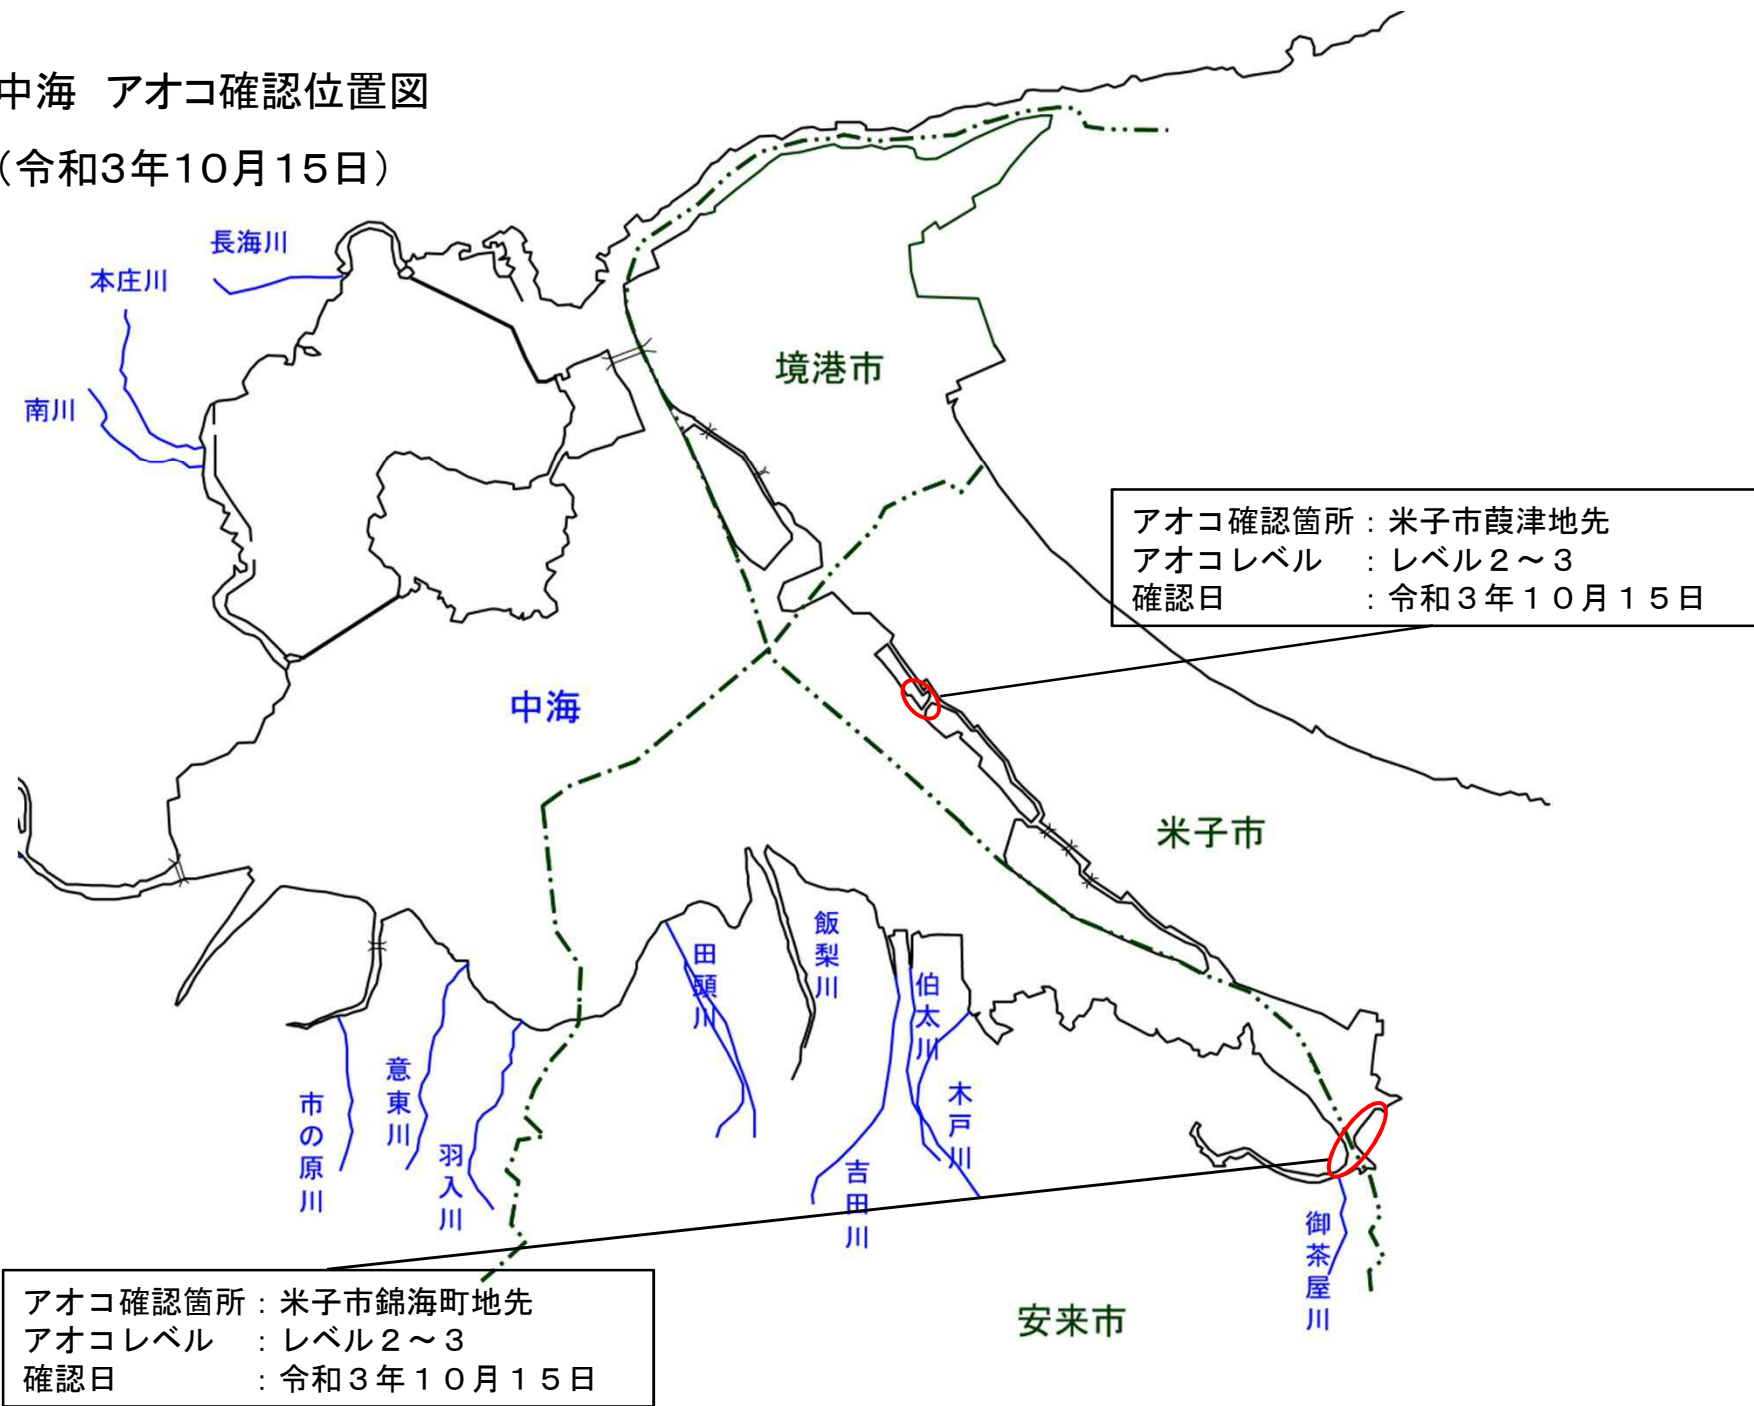 中海 アオコ確認位置図
（令和3年10月15日）
長海川
本庄川
南川
境港市
アオコ確認箇所：米子市葭津地先
アオコレベル ：レベル２～３
確認日 ：令和３年１０月１５日
中海
米子市
飯梨川
田頭川
伯太川
意東川
木戸川
市の原川
羽入川
吉田川
御茶屋川
安来市
アオコ確認箇所：米子市錦海町地先
アオコレベル ：レベル２～３
確認日 ：令和３年１０月１５日